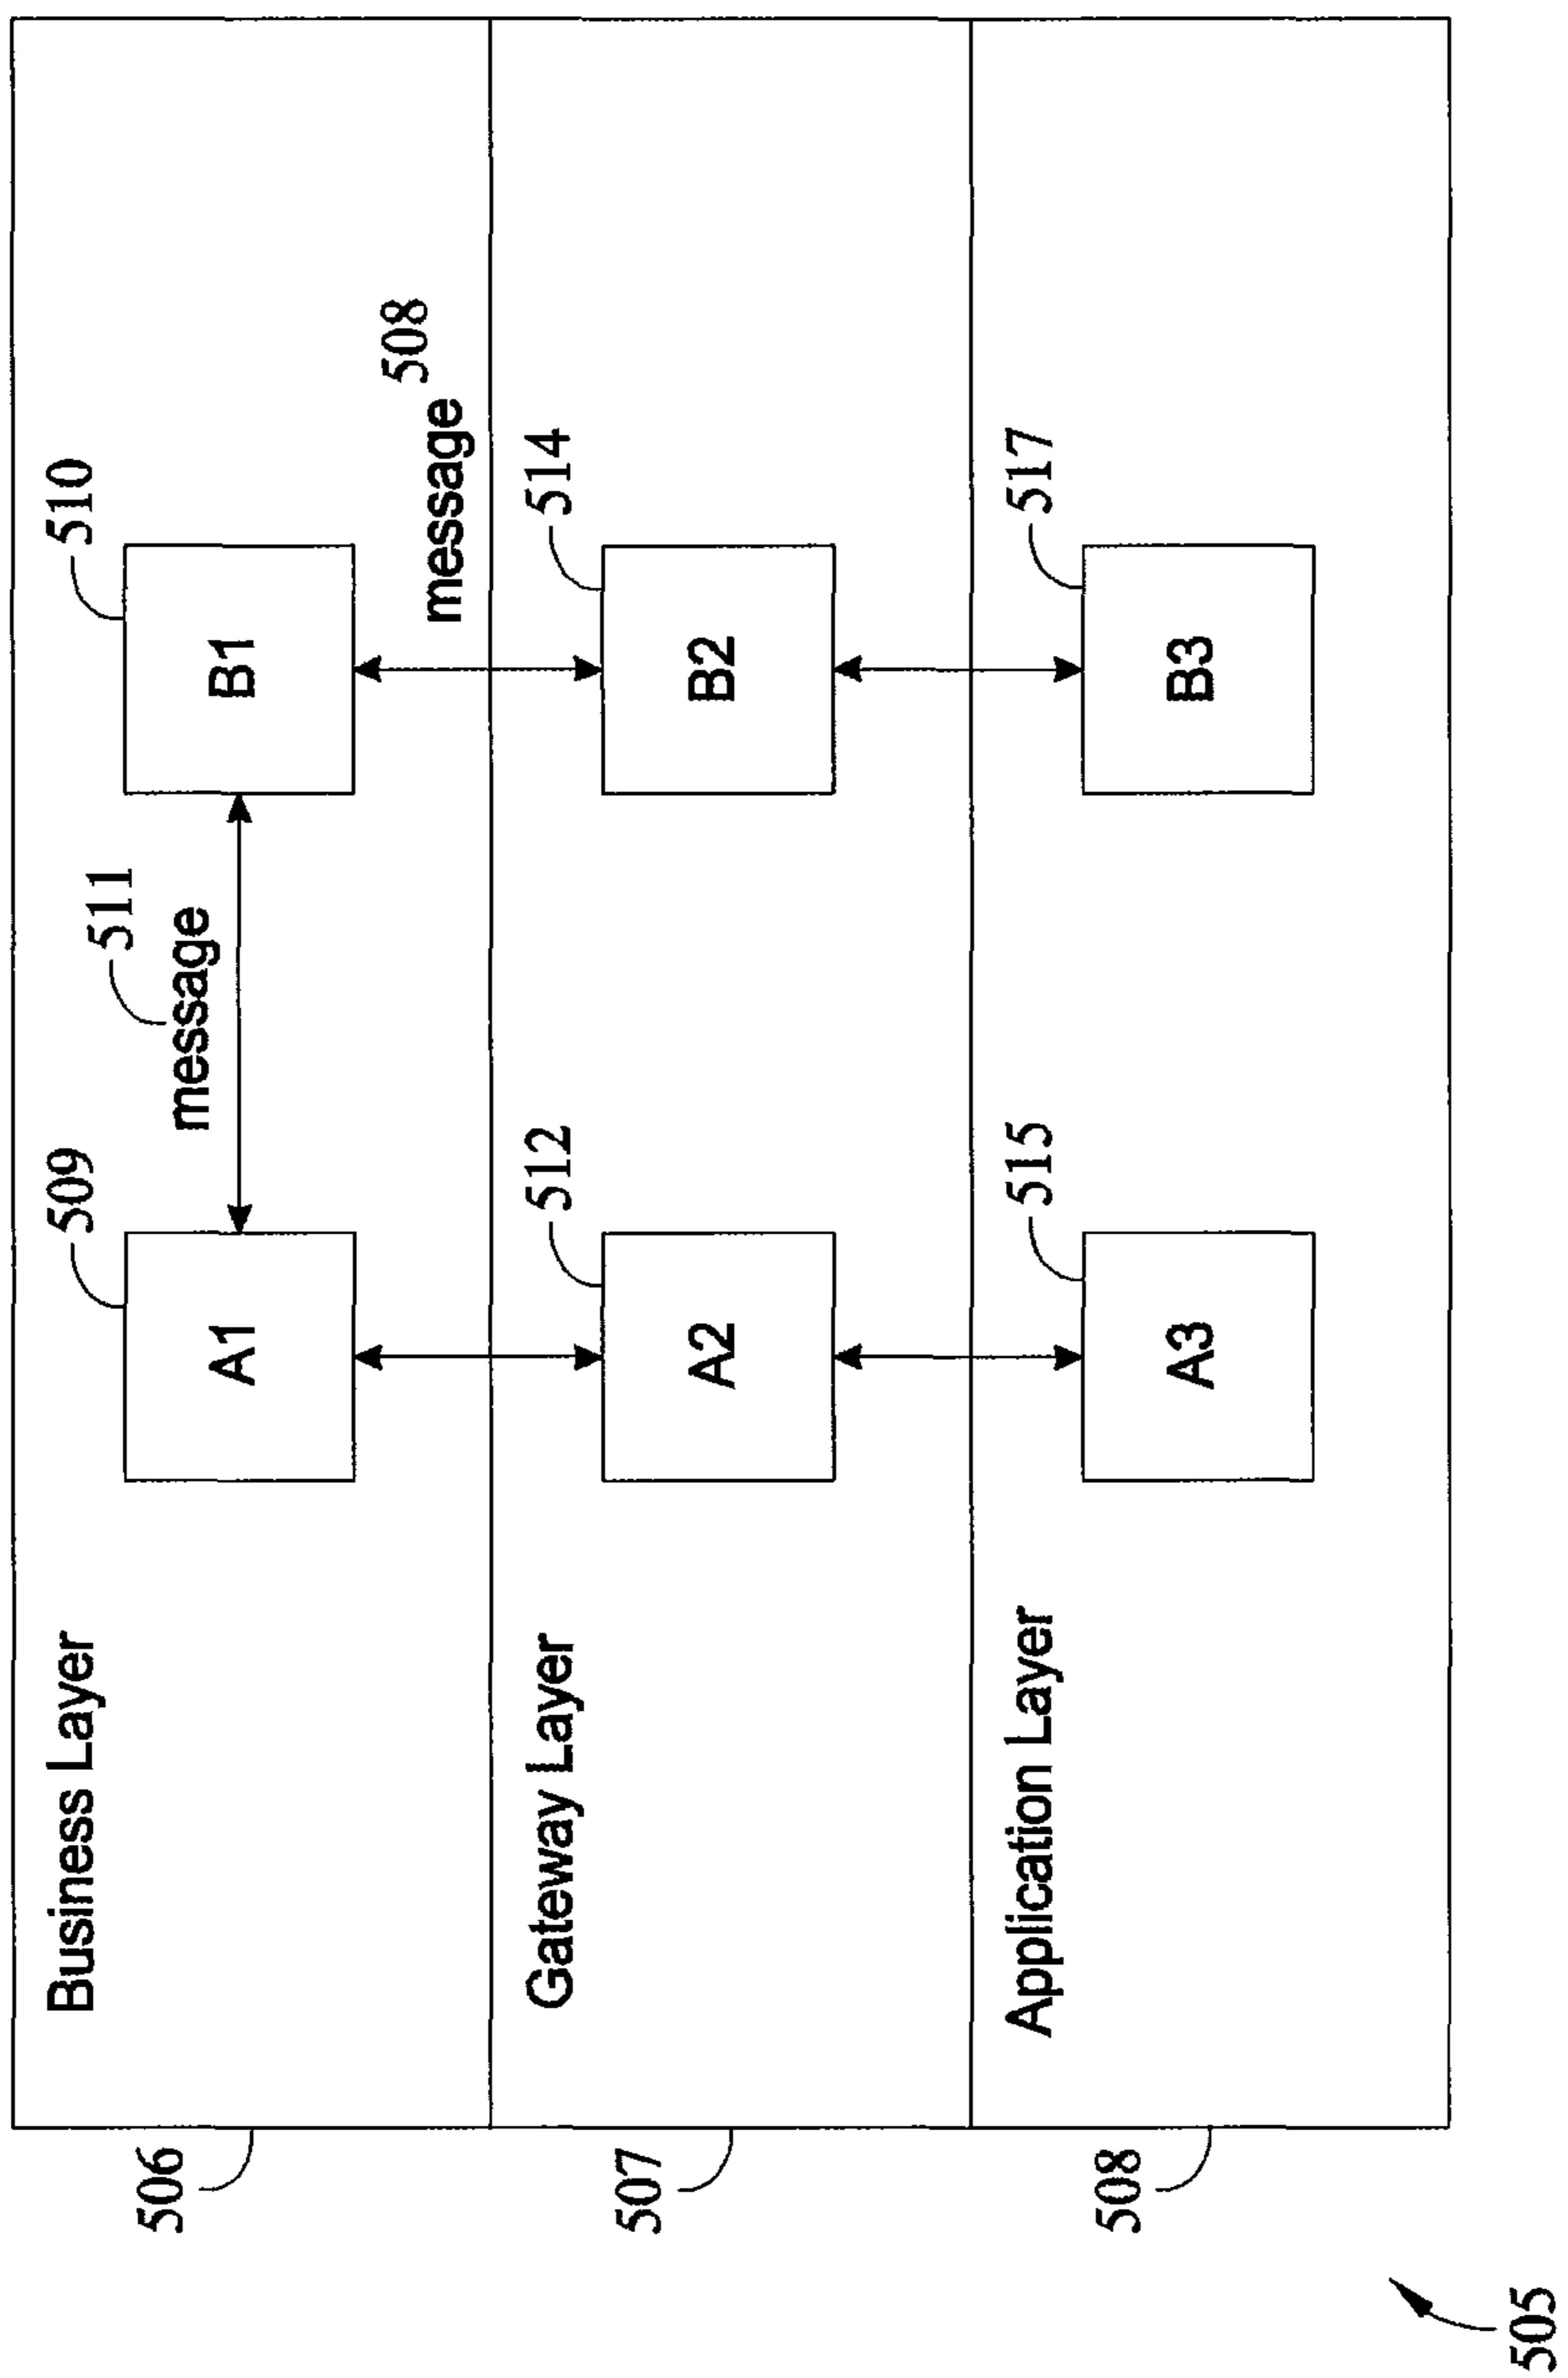 506
Business Layer
509
A1
511
message
510
B1
message
508
507
Gateway Layer
512
A2
514
B2
508
Application Layer
515
A3
517
B3
505